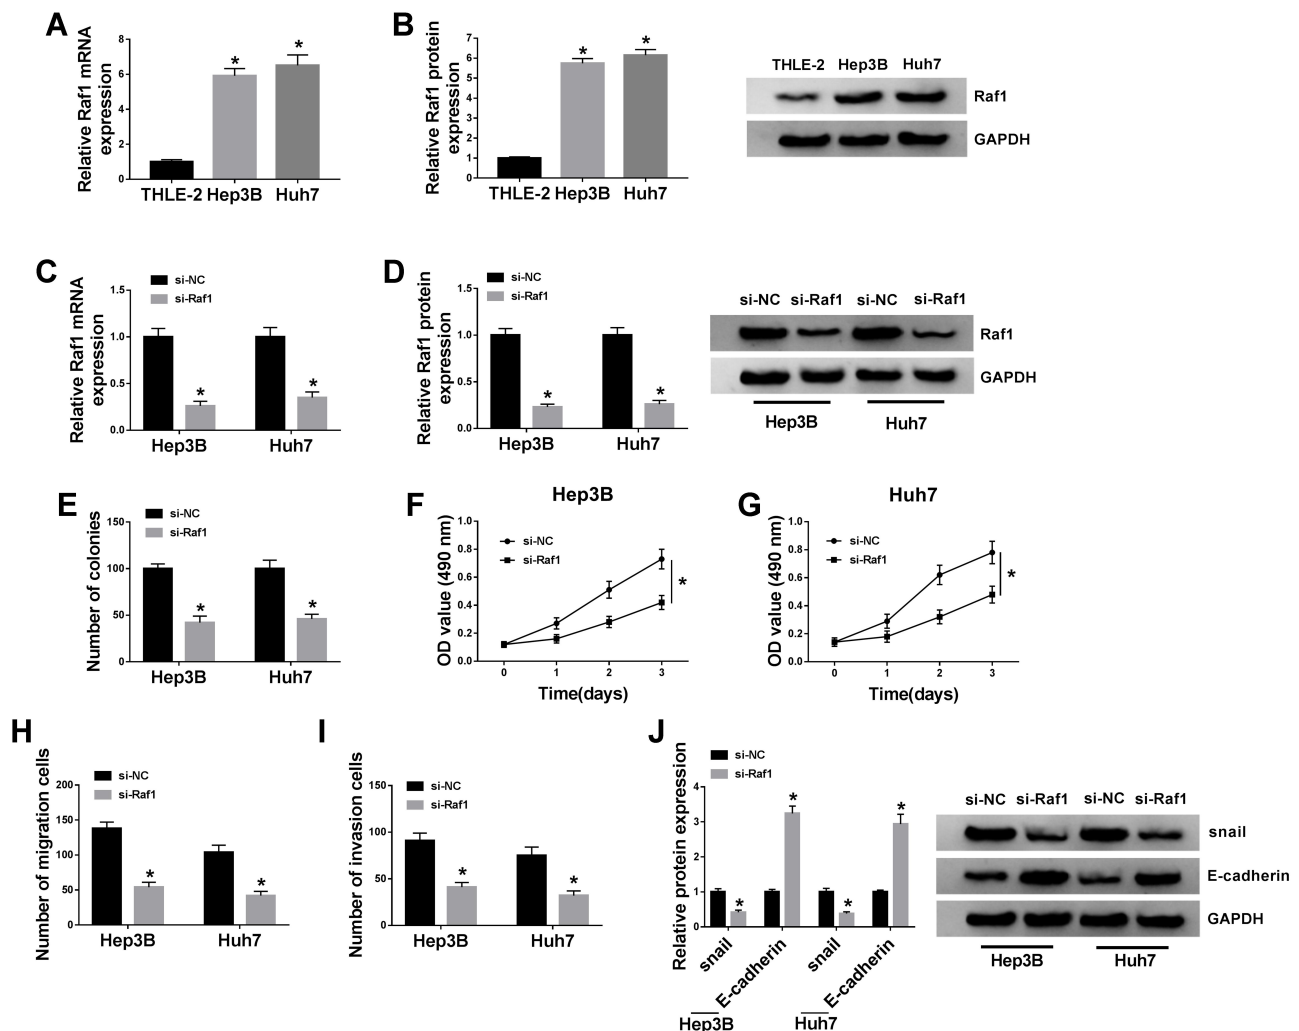 A
Relative Raf1 mRNA
expression
8
6
4
2
0
*
*
THLE-2 Hep3B Huh7
B
Relative Raf1 protein
expression
7
6
5
4
3
2
1
0
*
*
THLE-2 Hep3B Huh7
THLE-2 Hep3B Huh7
Raf1
GAPDH
C
Relative Raf1 mRNA
expression
si-NC
si-Raf1
1.5
1.0
0.5
0.0
*
*
Hep3B Huh7
D
Relative Raf1 protein
expression
si-NC
si-Raf1
1.5
1.0
0.5
0.0
*
*
Hep3B Huh7
si-NC si-Raf1 si-NC si-Raf1
Raf1
GAPDH
Hep3B Huh7
E
Number of colonies
si-NC
si-Raf1
150
100
50
0
*
*
Hep3B Huh7
F
Hep3B
OD value (490 nm)
1.0
0.8
0.6
0.4
0.2
0.0
si-NC
si-Raf1
*
0 1 2 3
Time(days)
G
Huh7
OD value (490 nm)
1.0
0.8
0.6
0.4
0.2
0.0
si-NC
si-Raf1
*
0 1 2 3
Time(days)
H
Number of migration cells
si-NC
si-Raf1
200
150
100
50
0
*
*
Hep3B Huh7
I
Number of invasion cells
si-NC
si-Raf1
150
100
50
0
*
*
Hep3B Huh7
J
Relative protein expression
si-NC
si-Raf1
4
3
2
1
0
*
*
*
*
snail E-cadherin snail E-cadherin
Hep3B Huh7
si-NC si-Raf1 si-NC si-Raf1
snail
E-cadherin
GAPDH
Hep3B Huh7